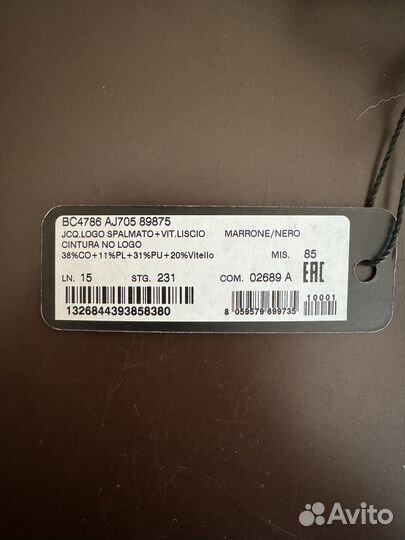 BC4786 AJ705 89875
JCQ.LOGO SPALMATO+VIT.LISCIO MARRONE/NERO
CINTURA NO LOGO
38%CO+11%PL+31%PU+20%Vitello MIS. 85
LN. 15 STG. 231 COM. 02689 A EAC
10001
1326844393858380
8 059579 899735
Avito